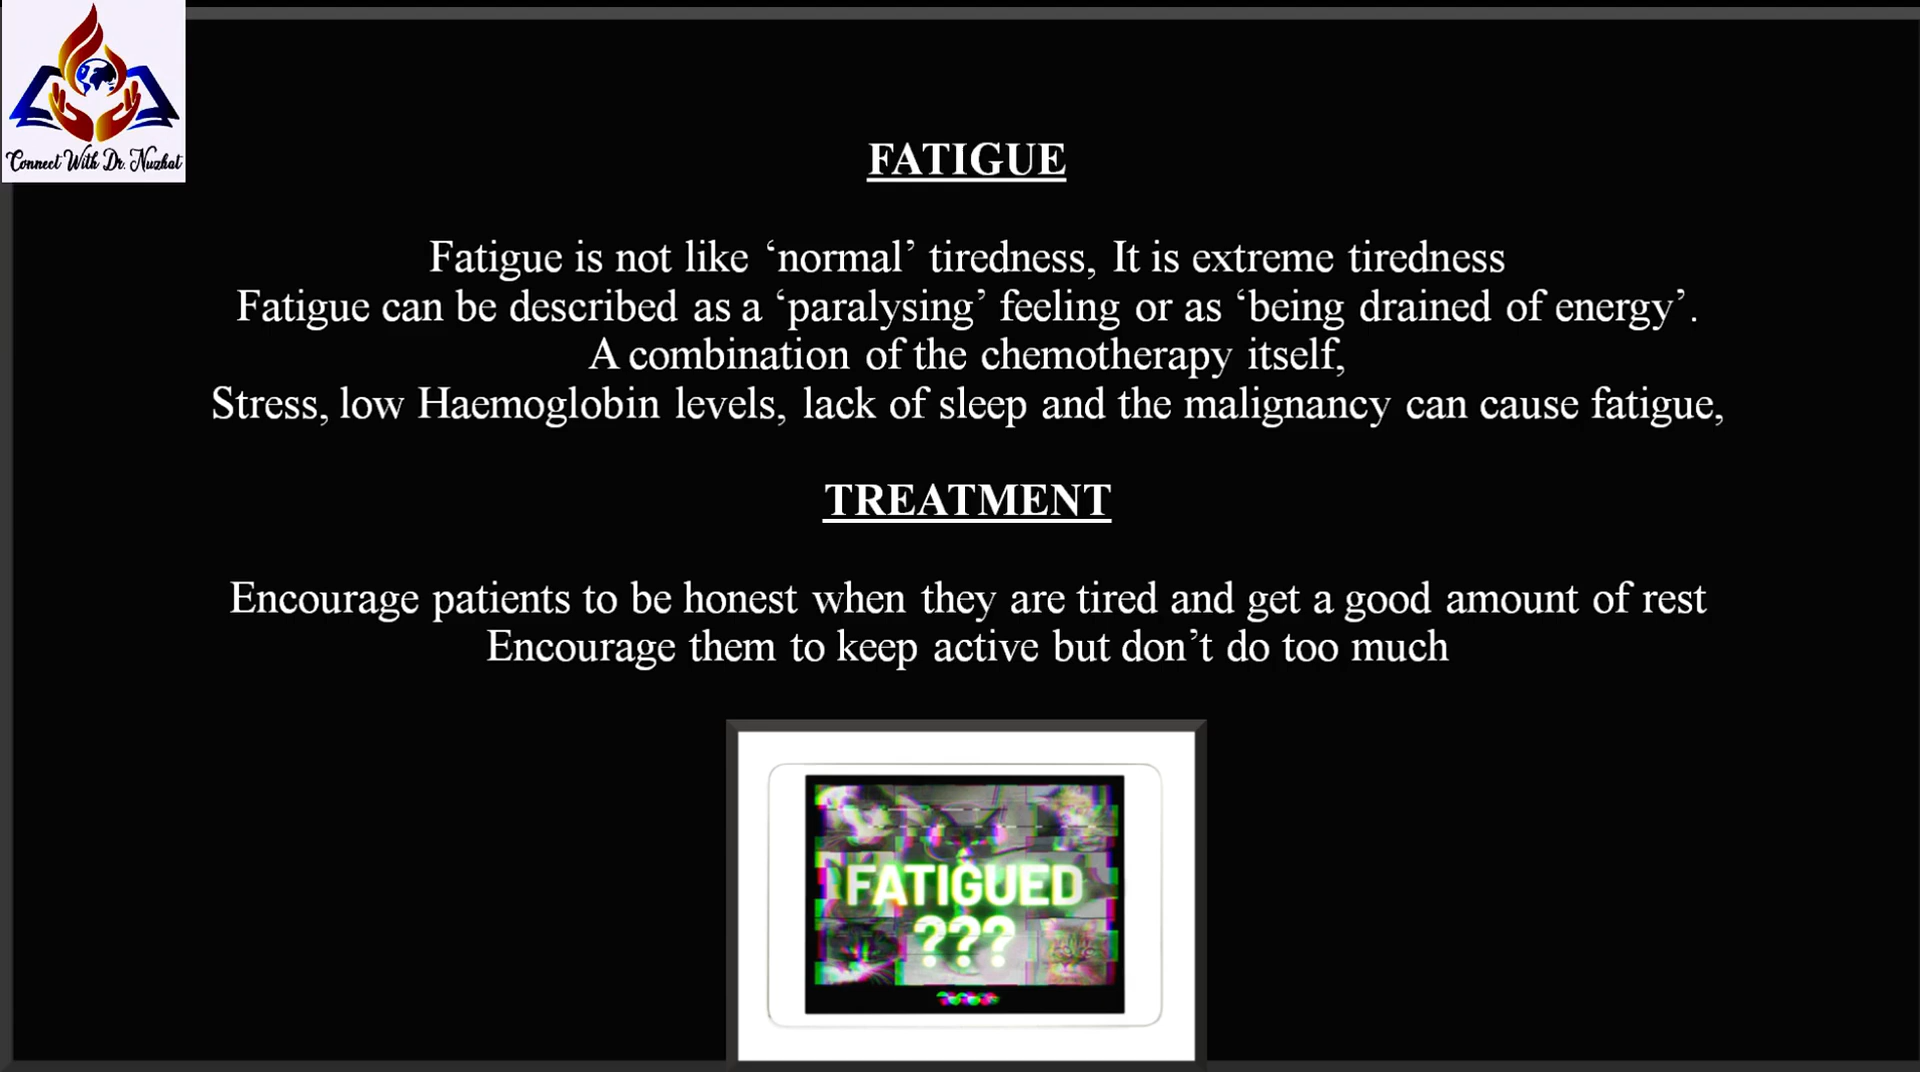 Connect With Dr. Nuzhat
FATIGUE
Fatigue is not like ‘normal’ tiredness, It is extreme tiredness
Fatigue can be described as a ‘paralysing’ feeling or as ‘being drained of energy’.
A combination of the chemotherapy itself,
Stress, low Haemoglobin levels, lack of sleep and the malignancy can cause fatigue,
TREATMENT
Encourage patients to be honest when they are tired and get a good amount of rest
Encourage them to keep active but don’t do too much
FATIGUED
???